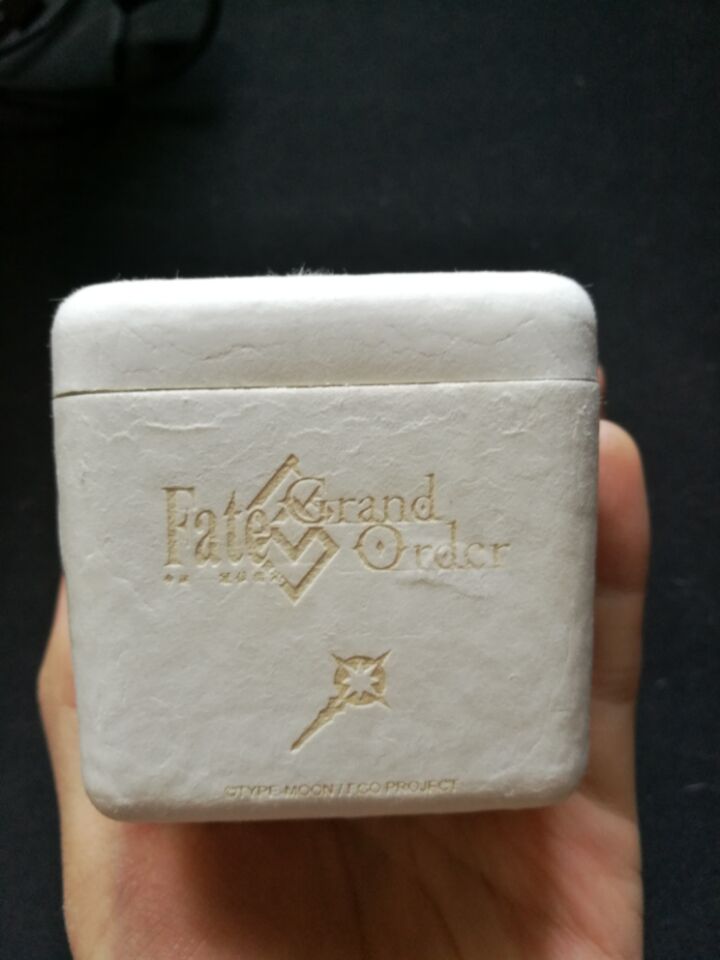 Fate Grand
Order
©TYPE-MOON / FGO PROJECT